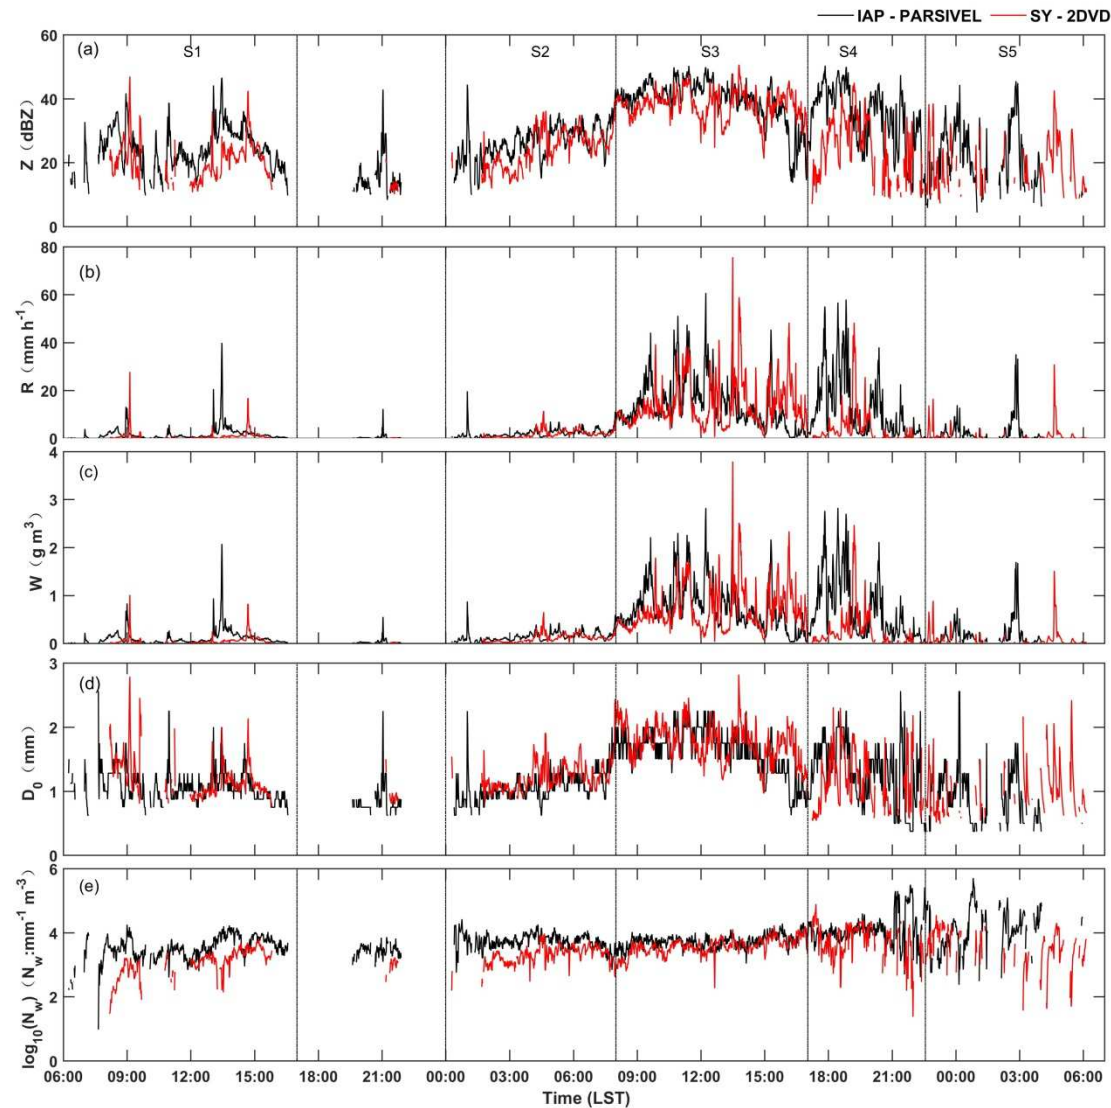 IAP - PARSIVEL SY - 2DVD
(a) S1 S2 S3 S4 S5
60
40
20
0
Z (dBZ)
(b)
80
60
40
20
0
R (mm h-1)
(c)
4
3
2
1
0
W (g m3)
(d)
3
2
1
0
D0 (mm)
(e)
6
4
2
0
log10(Nw) (Nw:mm-1 m-3)
06:00 09:00 12:00 15:00 18:00 21:00 00:00 03:00 06:00 09:00 12:00 15:00 18:00 21:00 00:00 03:00 06:00
Time (LST)